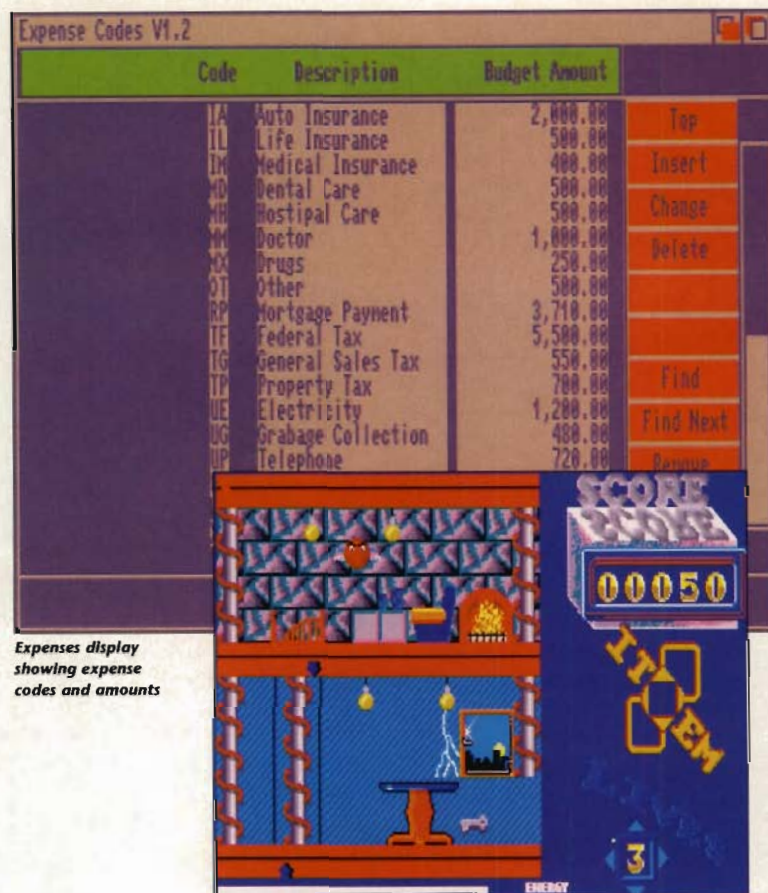 Expense Codes V1.2
Code Description Budget Amount
IA Auto Insurance 2,000.00
IL Life Insurance 500.00
IM Medical Insurance 400.00
MD Dental Care 500.00
MH Hostipal Care 500.00
MM Doctor 1,000.00
MX Drugs 250.00
OT Other 500.00
RP Mortgage Payment 3,710.00
TF Federal Tax 5,500.00
TG General Sales Tax 550.00
TP Property Tax 700.00
UE Electricity 1,200.00
UG Grabage Collection 480.00
UP Telephone 720.00
Top
Insert
Change
Delete
Find
Find Next
Remove
Expenses display
showing expense
codes and amounts
SCORE
00050
ITEM
LIVES
3
ENERGY